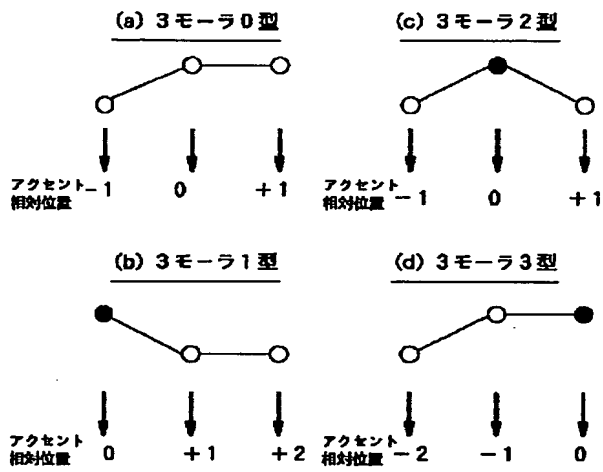 (a) 3モーラ0型
アクセント
相対位置
-1 0 +1
(c) 3モーラ2型
アクセント
相対位置
-1 0 +1
(b) 3モーラ1型
アクセント
相対位置
0 +1 +2
(d) 3モーラ3型
アクセント
相対位置
-2 -1 0